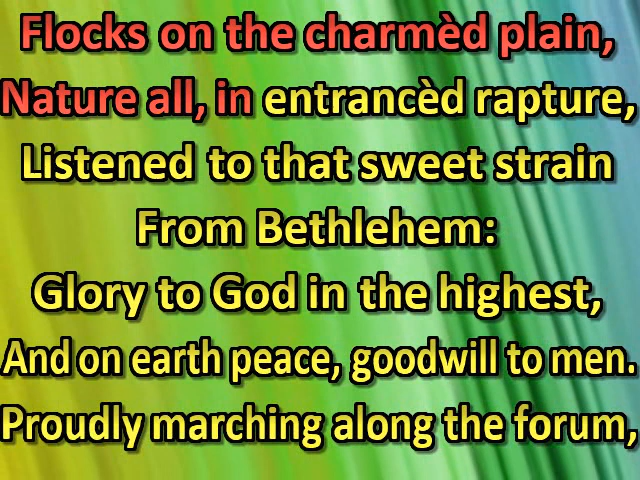 Flocks on the charmèd plain,
Nature all, in entrancèd rapture,
Listened to that sweet strain
From Bethlehem:
Glory to God in the highest,
And on earth peace, goodwill to men.
Proudly marching along the forum,